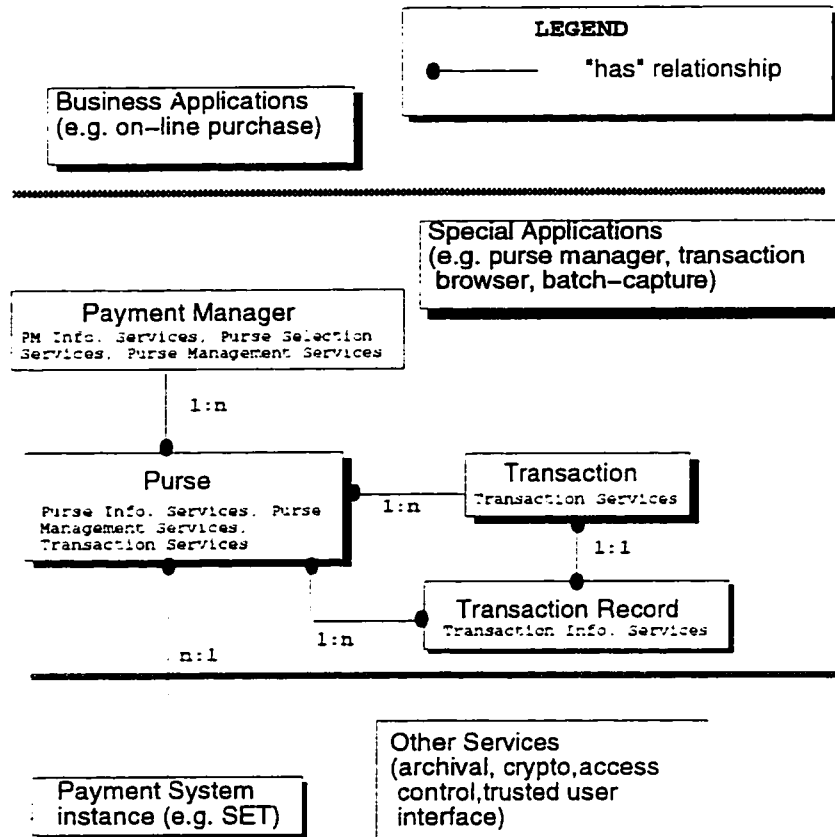 LEGEND
"has" relationship
Business Applications
(e.g. on-line purchase)
Special Applications
(e.g. purse manager, transaction
browser, batch-capture)
Payment Manager
PM Info. Services, Purse Selection
Services, Purse Management Services
1:n
Purse
Purse Info. Services. Purse
Management Services.
Transaction Services
1:n
Transaction
Transaction Services
1:1
Transaction Record
Transaction Info. Services
1:n
n:1
Other Services
(archival, crypto,access
control,trusted user
interface)
Payment System
instance (e.g. SET)